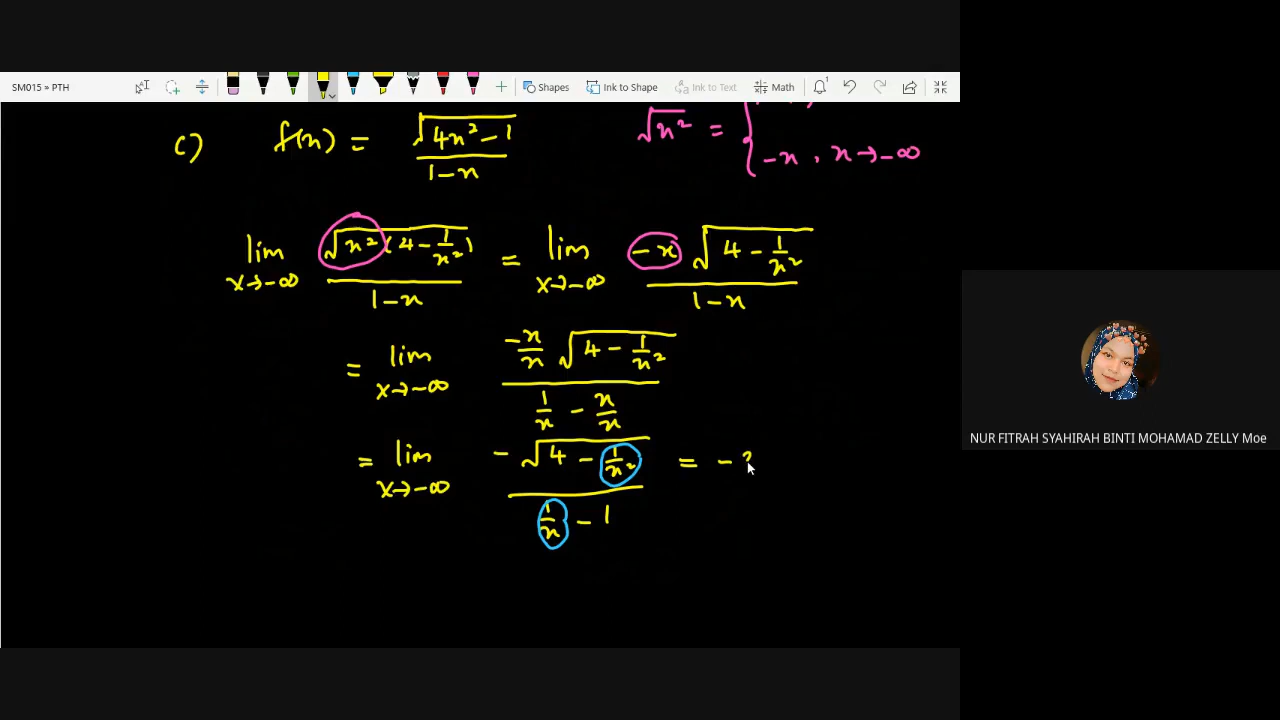 SM015 » PTH
Shapes Ink to Shape Ink to Text Math
c) f(x) = √(4x² - 1) / (1 - x)
√x² = { -x , x → -∞
lim x→-∞ √(x² (4 - 1/x²)) / (1 - x) = lim x→-∞ -x √(4 - 1/x²) / (1 - x)
= lim x→-∞ (-x/x √(4 - 1/x²)) / (1/x - x/x)
= lim x→-∞ -√(4 - 1/x²) / (1/x - 1) = -
NUR FITRAH SYAHIRAH BINTI MOHAMAD ZELLY Moe